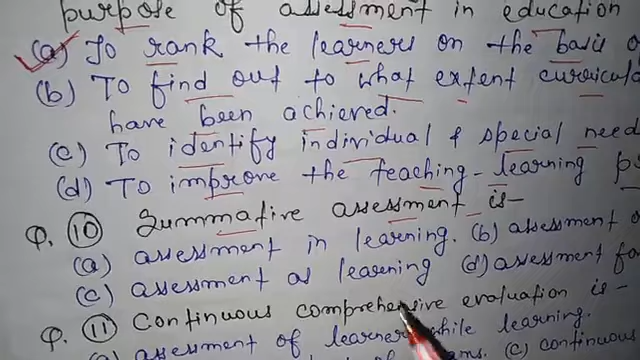 purpose of assessment in education
(a) To rank the learners on the basis
(b) To find out to what extent
have been achieved.
(c) To identify individual & special need
(d) To improve the teaching-learning
Q. 10 Summative assessment is-
(a) assessment in learning. (b) assessment
(c) assessment as learning (d) assessment
Q. 11 Continuous comprehensive evaluation is -
assessment of learner while learning.
(c) continuous